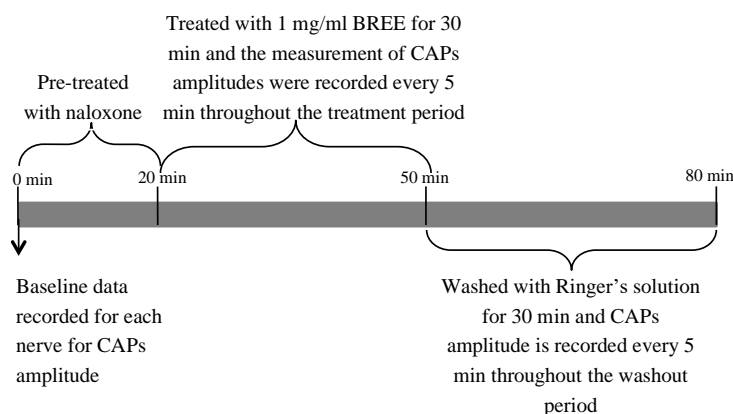 Treated with 1 mg/ml BREE for 30
min and the measurement of CAPs
amplitudes were recorded every 5
min throughout the treatment period
Pre-treated
with naloxone
0 min
20 min
50 min
80 min
Baseline data
recorded for each
nerve for CAPs
amplitude
Washed with Ringer’s solution
for 30 min and CAPs
amplitude is recorded every 5
min throughout the washout
period